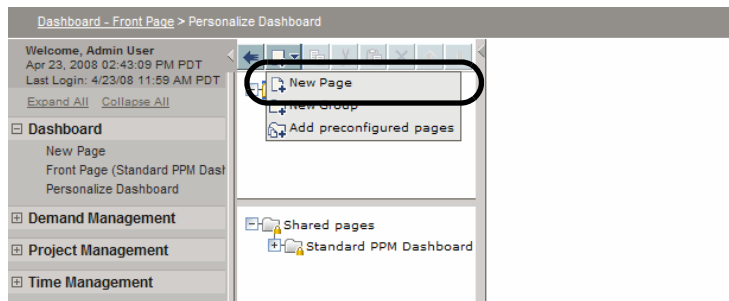 Dashboard - Front Page > Personalize Dashboard
Welcome, Admin User
Apr 23, 2008 02:43:09 PM PDT
Last Login: 4/23/08 11:59 AM PDT
Expand All Collapse All
Dashboard
New Page
Front Page (Standard PPM Dash
Personalize Dashboard
Demand Management
Project Management
Time Management
New Page
New Group
Add preconfigured pages
Shared pages
Standard PPM Dashboard